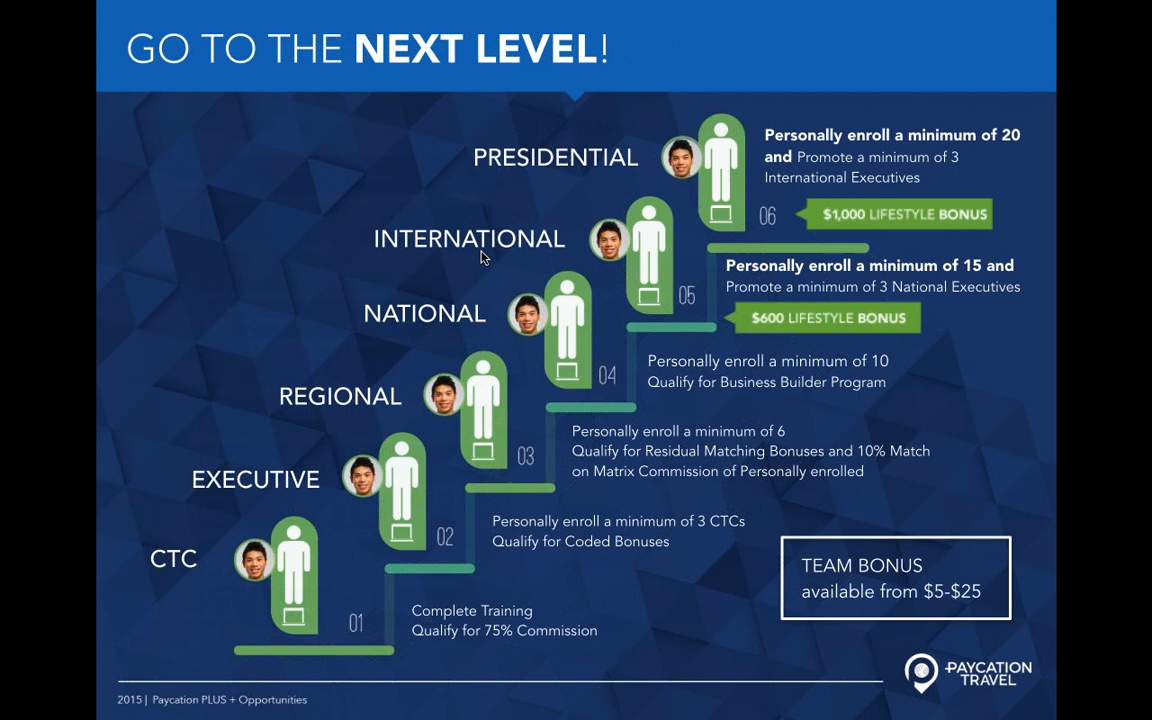 GO TO THE NEXT LEVEL!
PRESIDENTIAL
06
Personally enroll a minimum of 20
and Promote a minimum of 3
International Executives
$1,000 LIFESTYLE BONUS
INTERNATIONAL
05
Personally enroll a minimum of 15 and
Promote a minimum of 3 National Executives
$600 LIFESTYLE BONUS
NATIONAL
04
Personally enroll a minimum of 10
Qualify for Business Builder Program
REGIONAL
03
Personally enroll a minimum of 6
Qualify for Residual Matching Bonuses and 10% Match
on Matrix Commission of Personally enrolled
EXECUTIVE
02
Personally enroll a minimum of 3 CTCs
Qualify for Coded Bonuses
CTC
01
Complete Training
Qualify for 75% Commission
TEAM BONUS
available from $5-$25
PAYCATION
TRAVEL
2015 | Paycation PLUS + Opportunities